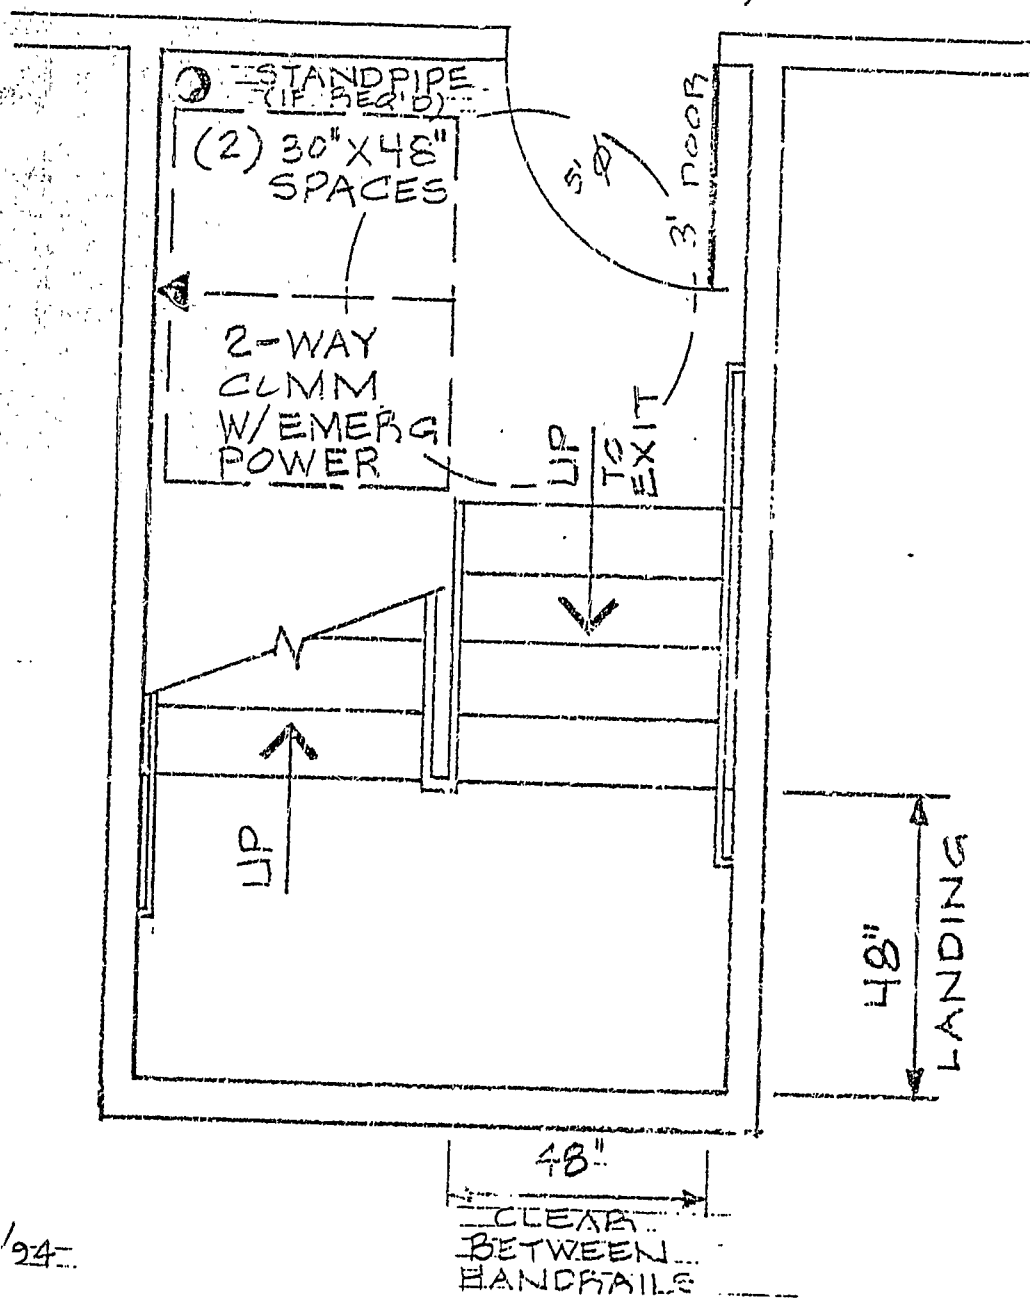 STANDPIPE
(IF REQ'D)
(2) 30" X 48"
SPACES
5' Ø
3' DOOR
2-WAY
COMM
W/EMERG
POWER
UP
TO
EXIT
UP
48"
LANDING
48"
CLEAR
BETWEEN
HANDRAILS
/94